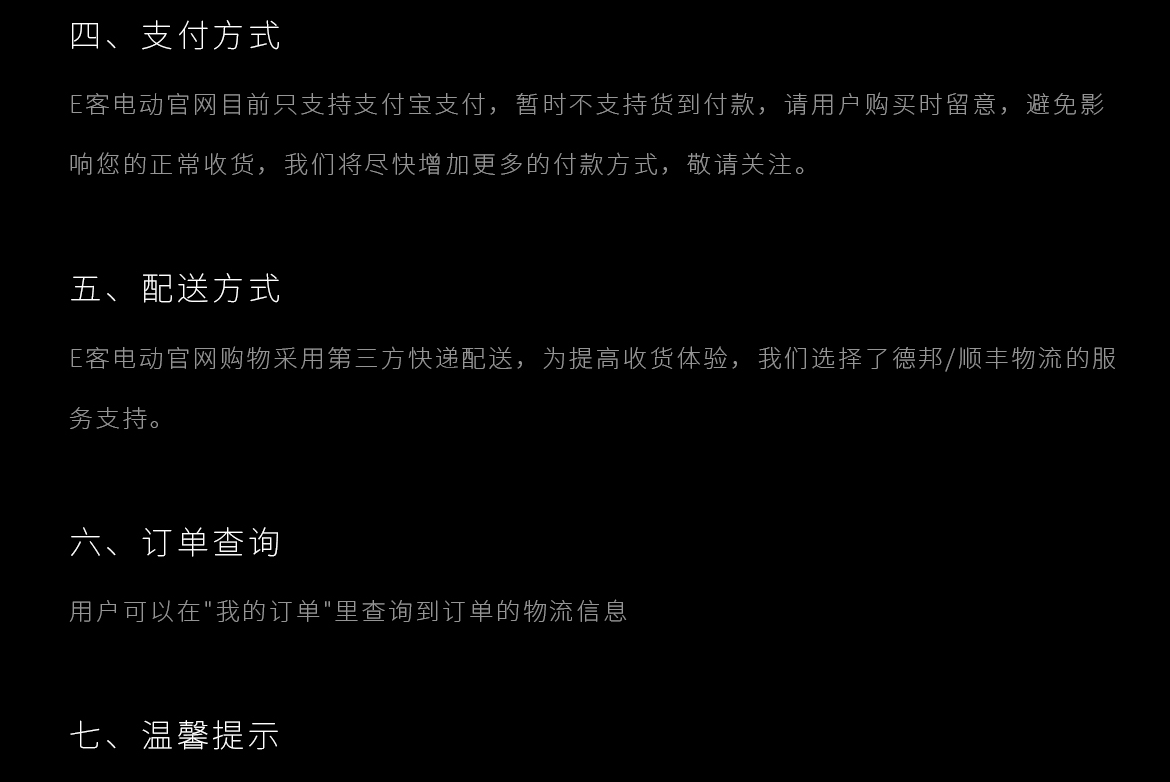 四、支付方式
E客电动官网目前只支持支付宝支付，暂时不支持货到付款，请用户购买时留意，避免影
响您的正常收货，我们将尽快增加更多的付款方式，敬请关注。
五、配送方式
E客电动官网购物采用第三方快递配送，为提高收货体验，我们选择了德邦/顺丰物流的服
务支持。
六、订单查询
用户可以在"我的订单"里查询到订单的物流信息
七、温馨提示